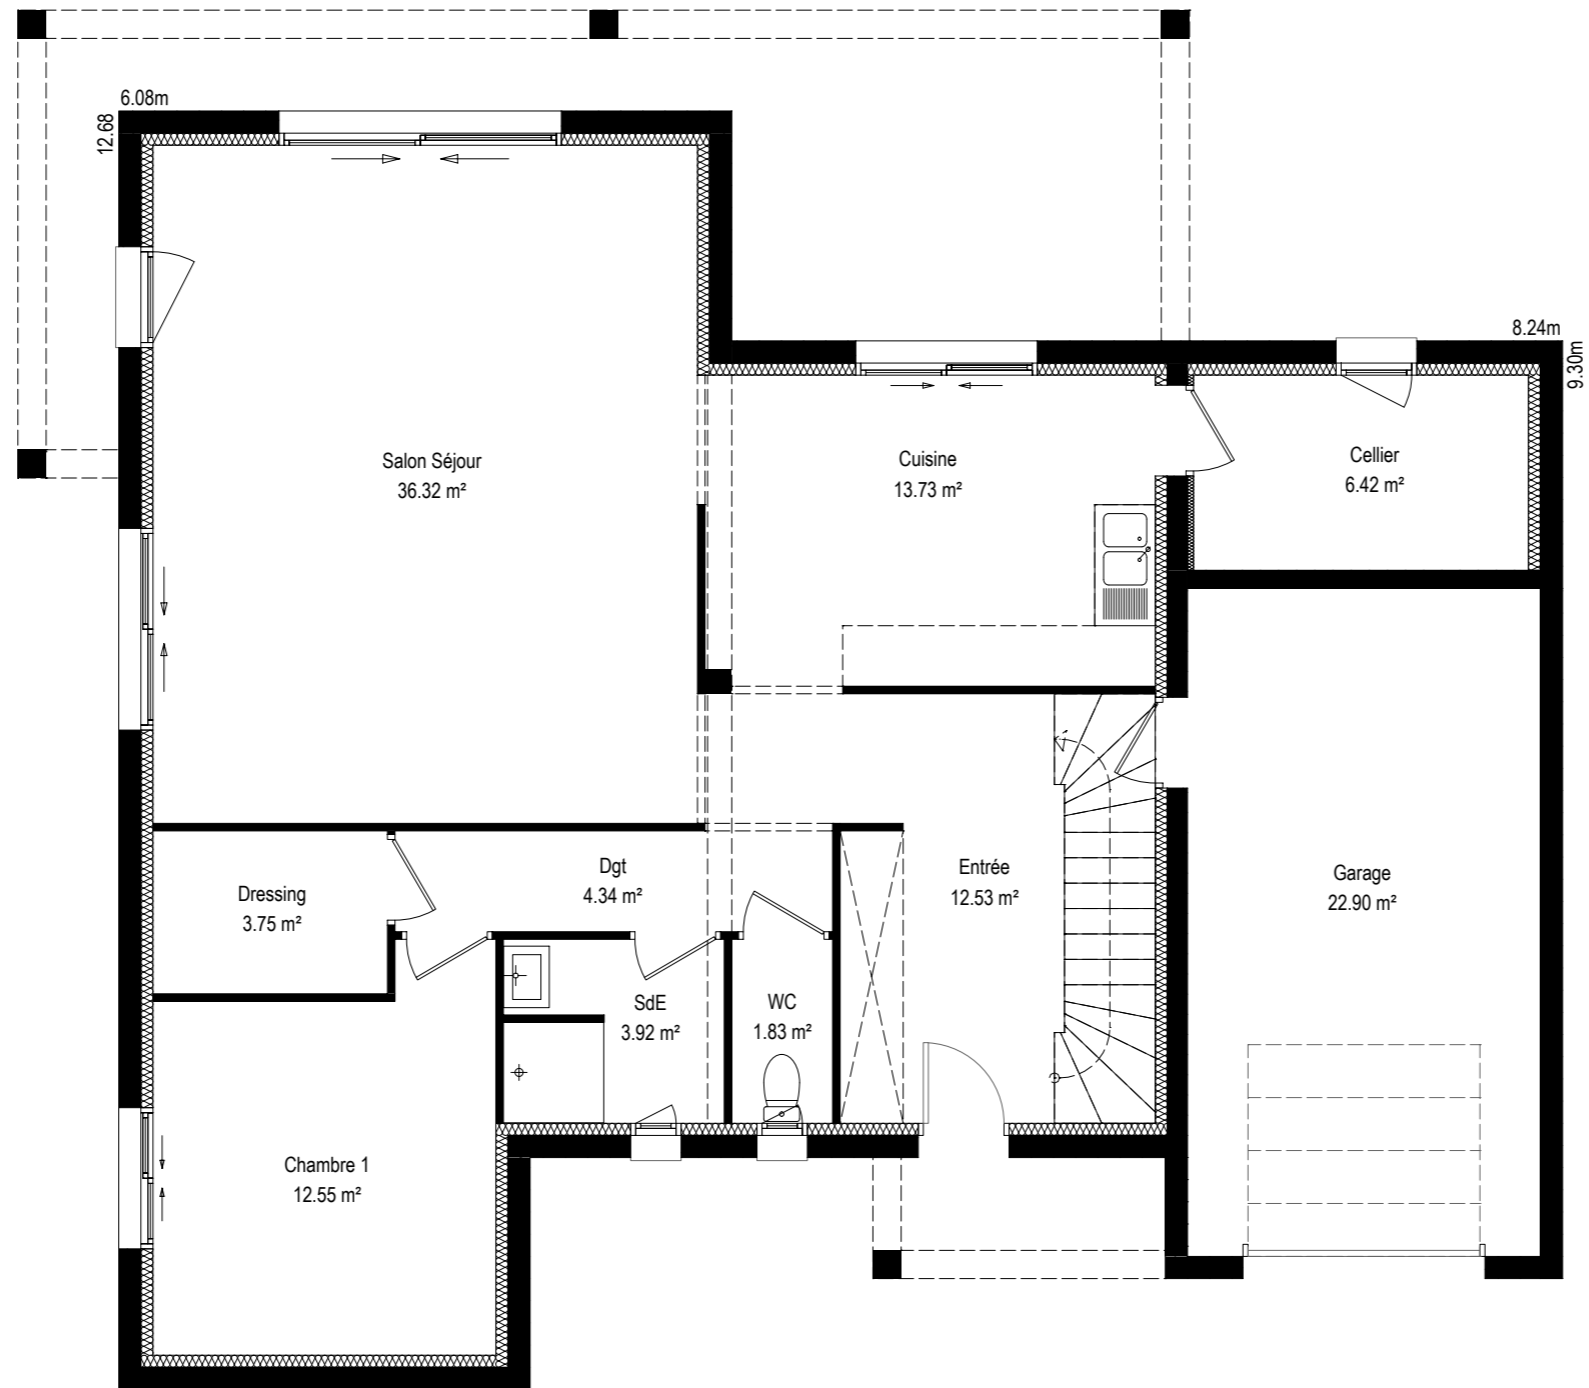 6.08m
12.68
8.24m
9.30m
Salon Séjour
36.32 m²
Cuisine
13.73 m²
Cellier
6.42 m²
Dressing
3.75 m²
Dgt
4.34 m²
Entrée
12.53 m²
Garage
22.90 m²
SdE
3.92 m²
WC
1.83 m²
Chambre 1
12.55 m²